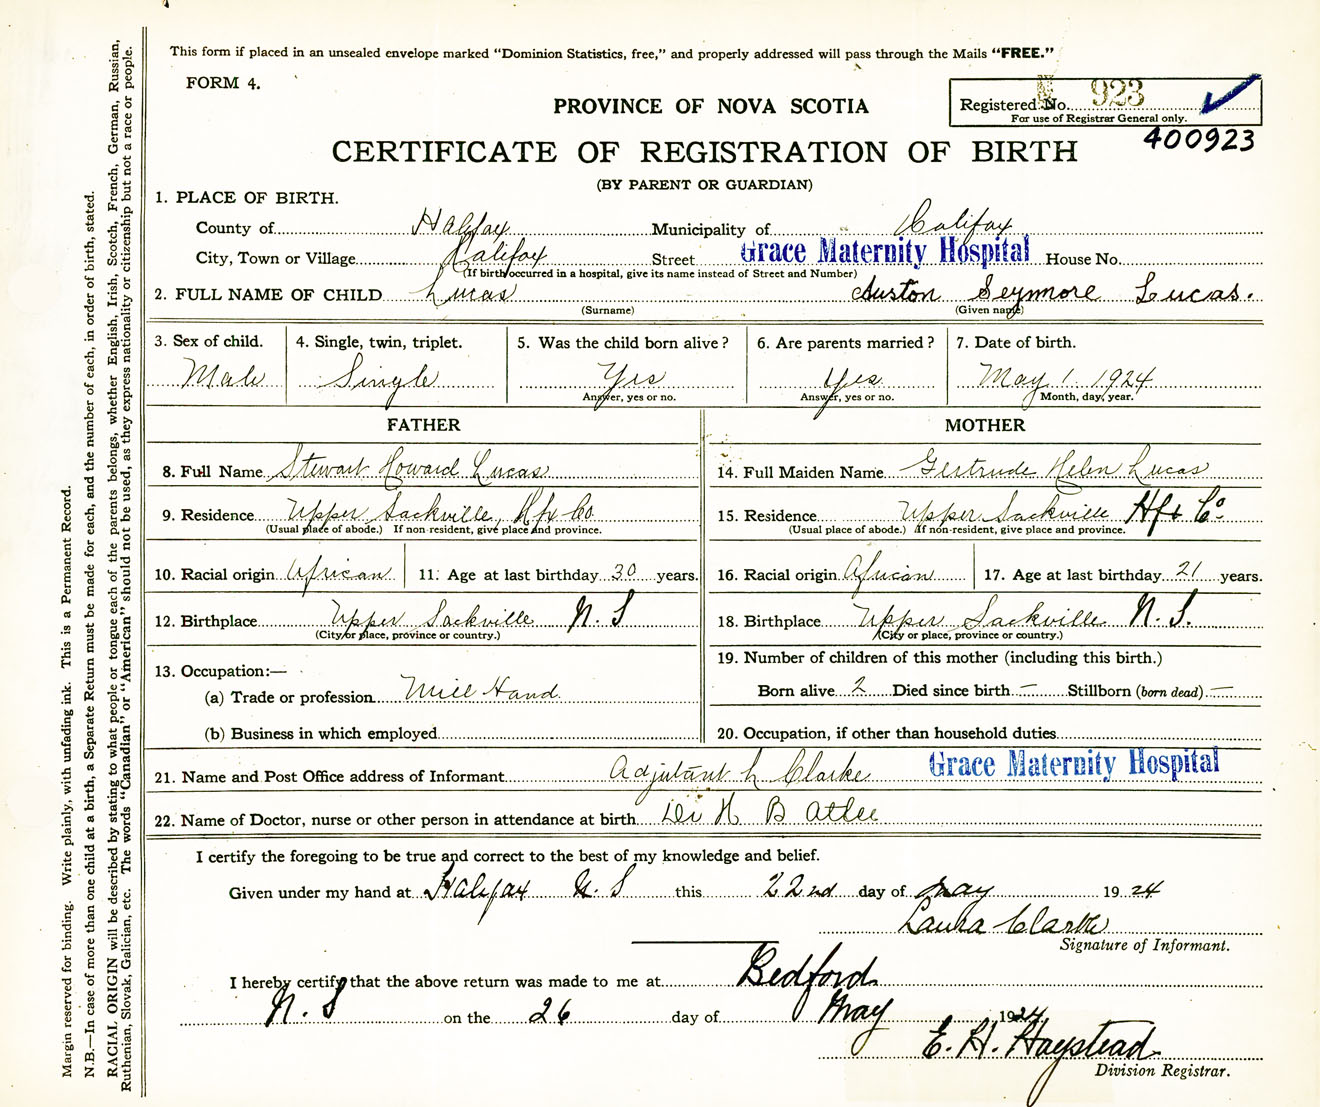 This form if placed in an unsealed envelope marked “Dominion Statistics, free,” and properly addressed will pass through the Mails “FREE.”
FORM 4.
PROVINCE OF NOVA SCOTIA
Registered No. N 923
For use of Registrar General only.
400923
CERTIFICATE OF REGISTRATION OF BIRTH
(BY PARENT OR GUARDIAN)
1. PLACE OF BIRTH.
County of Halifax Municipality of Halifax
City, Town or Village Halifax Street Grace Maternity Hospital House No.
(If birth occurred in a hospital, give its name instead of Street and Number)
2. FULL NAME OF CHILD Lucas Auston Seymore Lucas.
(Surname) (Given name)
3. Sex of child. 4. Single, twin, triplet. 5. Was the child born alive? 6. Are parents married? 7. Date of birth.
Male Single Yes Yes May 1 1924
Answer, yes or no. Answer, yes or no. Month, day, year.
FATHER MOTHER
8. Full Name Stewart Howard Lucas 14. Full Maiden Name Gertrude Helen Lucas
9. Residence Upper Sackville, Hfx Co 15. Residence Upper Sackville Hfx Co.
(Usual place of abode.) If non-resident, give place and province. (Usual place of abode.) If non-resident, give place and province.
10. Racial origin African 11. Age at last birthday 30 years. 16. Racial origin African 17. Age at last birthday 21 years.
12. Birthplace Upper Sackville N. S 18. Birthplace Upper Sackville N. S.
(City or place, province or country.) (City or place, province or country.)
19. Number of children of this mother (including this birth.)
13. Occupation:—
(a) Trade or profession Mill Hand Born alive 2 Died since birth — Stillborn (born dead) —
(b) Business in which employed 20. Occupation, if other than household duties
21. Name and Post Office address of Informant Adjutant L Clarke Grace Maternity Hospital
22. Name of Doctor, nurse or other person in attendance at birth Dr H B Atlee
I certify the foregoing to be true and correct to the best of my knowledge and belief.
Given under my hand at Halifax N. S this 22nd day of May 1924
Laura Clarke
Signature of Informant.
I hereby certify that the above return was made to me at Bedford
N. S on the 26 day of May 1924
E. H. Haystead
Division Registrar.
Margin reserved for binding. Write plainly, with unfading ink. This is a Permanent Record.
N.B.—In case of more than one child at a birth, a Separate Return must be made for each, and the number of each, in order of birth, stated.
RACIAL ORIGIN will be described by stating to what people or tongue each of the parents belongs, whether English, Irish, Scotch, French, German, Russian,
Ruthenian, Slovak, Galician, etc. The words “Canadian” or “American” should not be used, as they express nationality or citizenship but not a race or people.